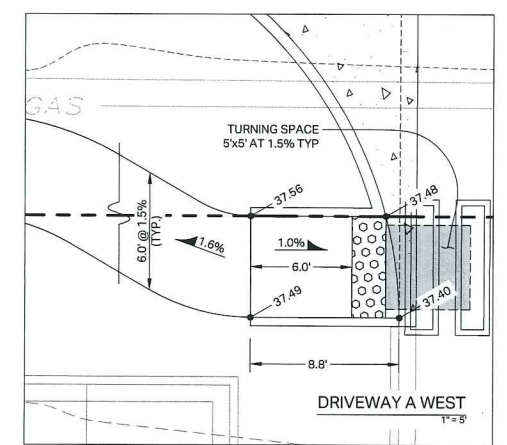 GAS
TURNING SPACE
5'x5' AT 1.5% TYP
37.56
37.48
6.0' @ 1.5%
(TYP.)
1.6%
1.0%
6.0'
37.49
37.40
8.8'
DRIVEWAY A WEST
1" = 5'